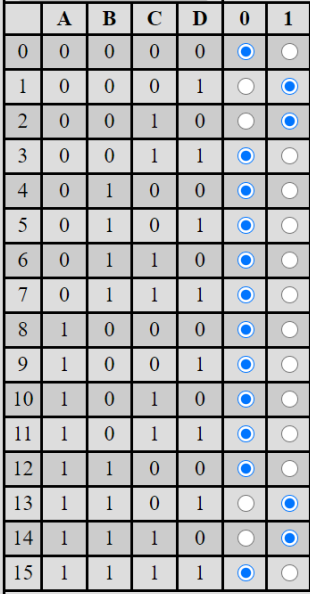 A B C D 0 1
0 0 0 0 0
1 0 0 0 1
2 0 0 1 0
3 0 0 1 1
4 0 1 0 0
5 0 1 0 1
6 0 1 1 0
7 0 1 1 1
8 1 0 0 0
9 1 0 0 1
10 1 0 1 0
11 1 0 1 1
12 1 1 0 0
13 1 1 0 1
14 1 1 1 0
15 1 1 1 1